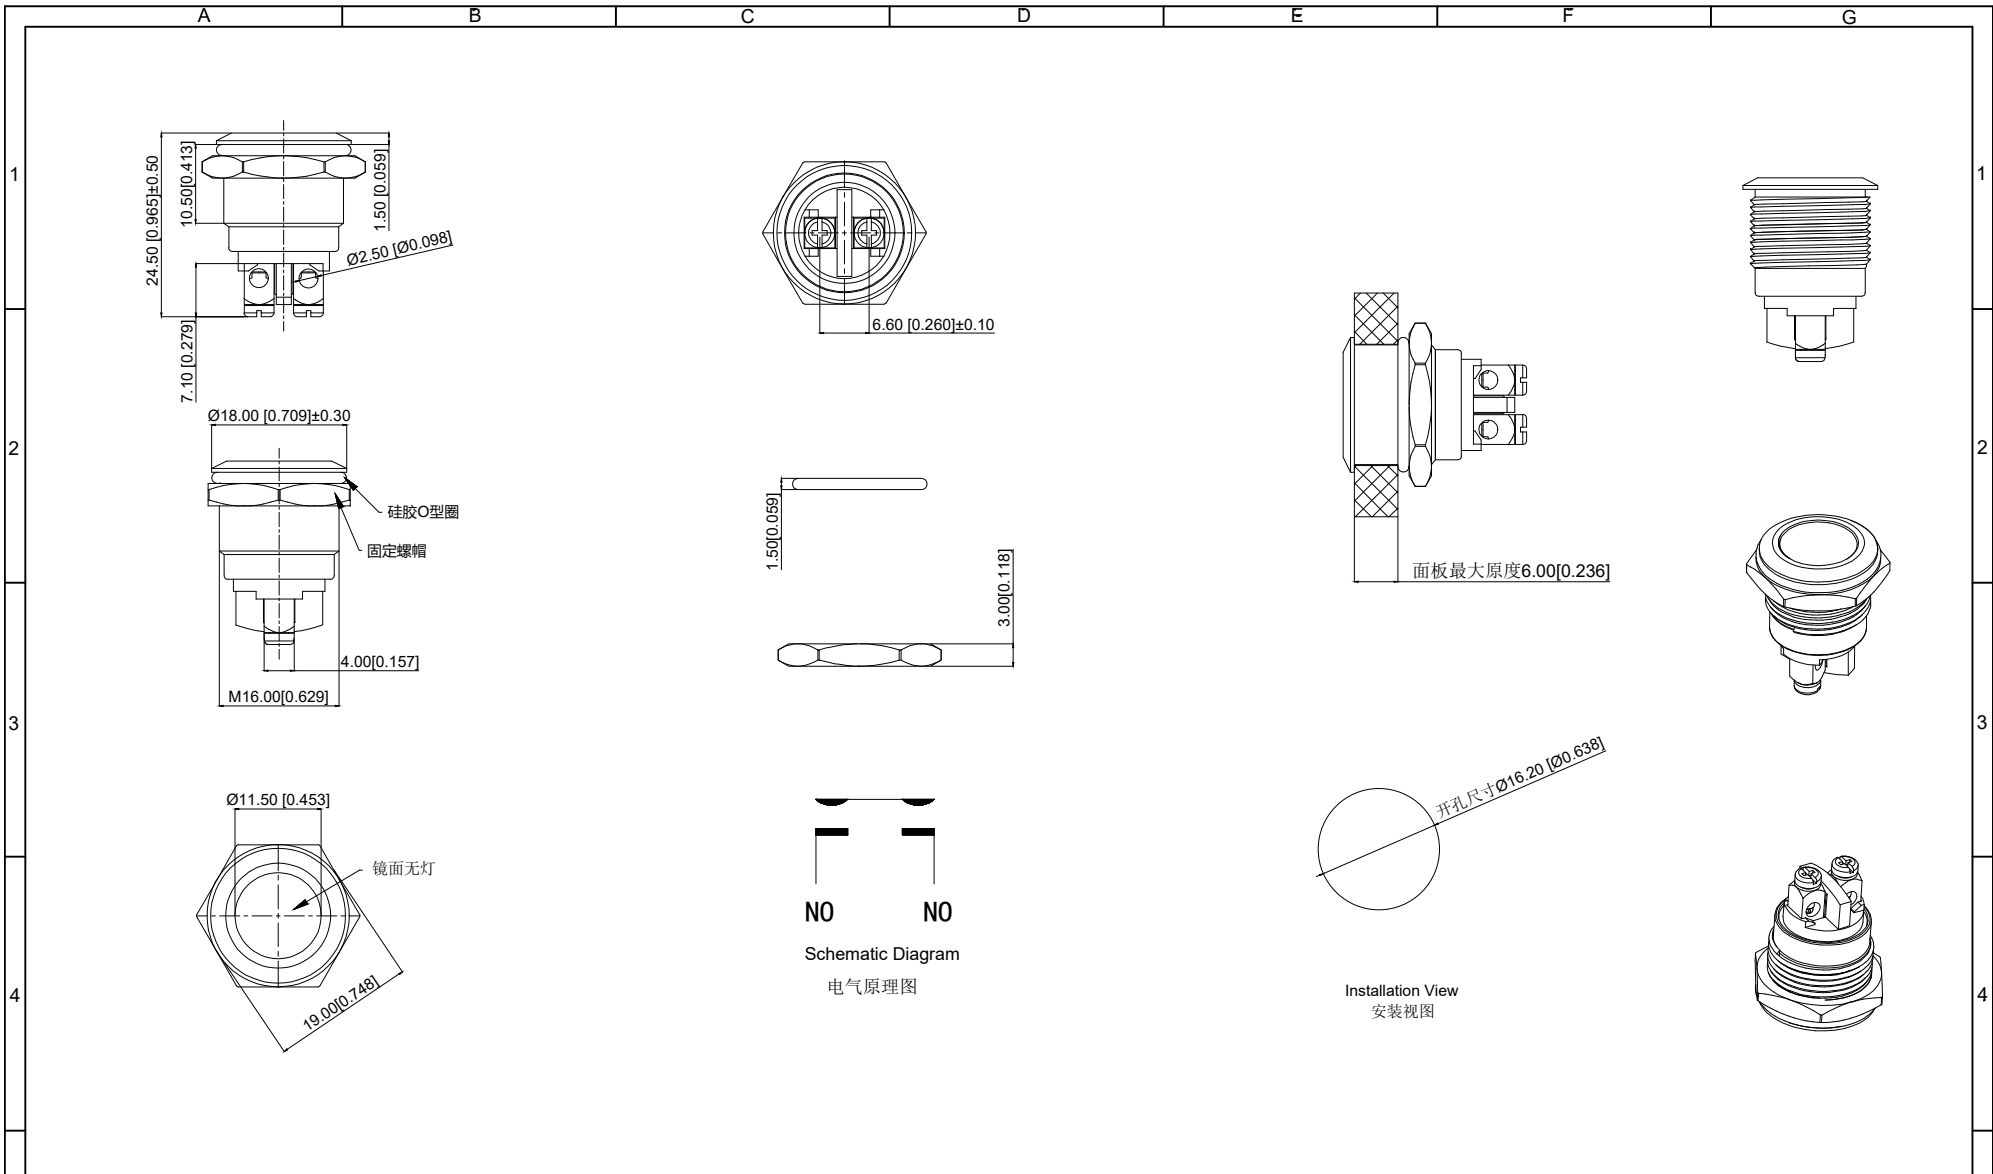 A B C D E F G
1 1
24.50 [0.965]±0.50
10.50[0.413]
1.50 [0.059]
Ø2.50 [Ø0.098]
7.10 [0.279]
6.60 [0.260]±0.10
2 2
Ø18.00 [0.709]±0.30
硅胶O型圈
固定螺帽
4.00[0.157]
M16.00[0.629]
1.50[0.059]
3.00[0.118]
面板最大原度6.00[0.236]
3 3
Ø11.50 [0.453]
镜面无灯
19.00[0.748]
NO NO
Schematic Diagram
电气原理图
开孔尺寸Ø16.20 [Ø0.638]
Installation View
安装视图
4 4